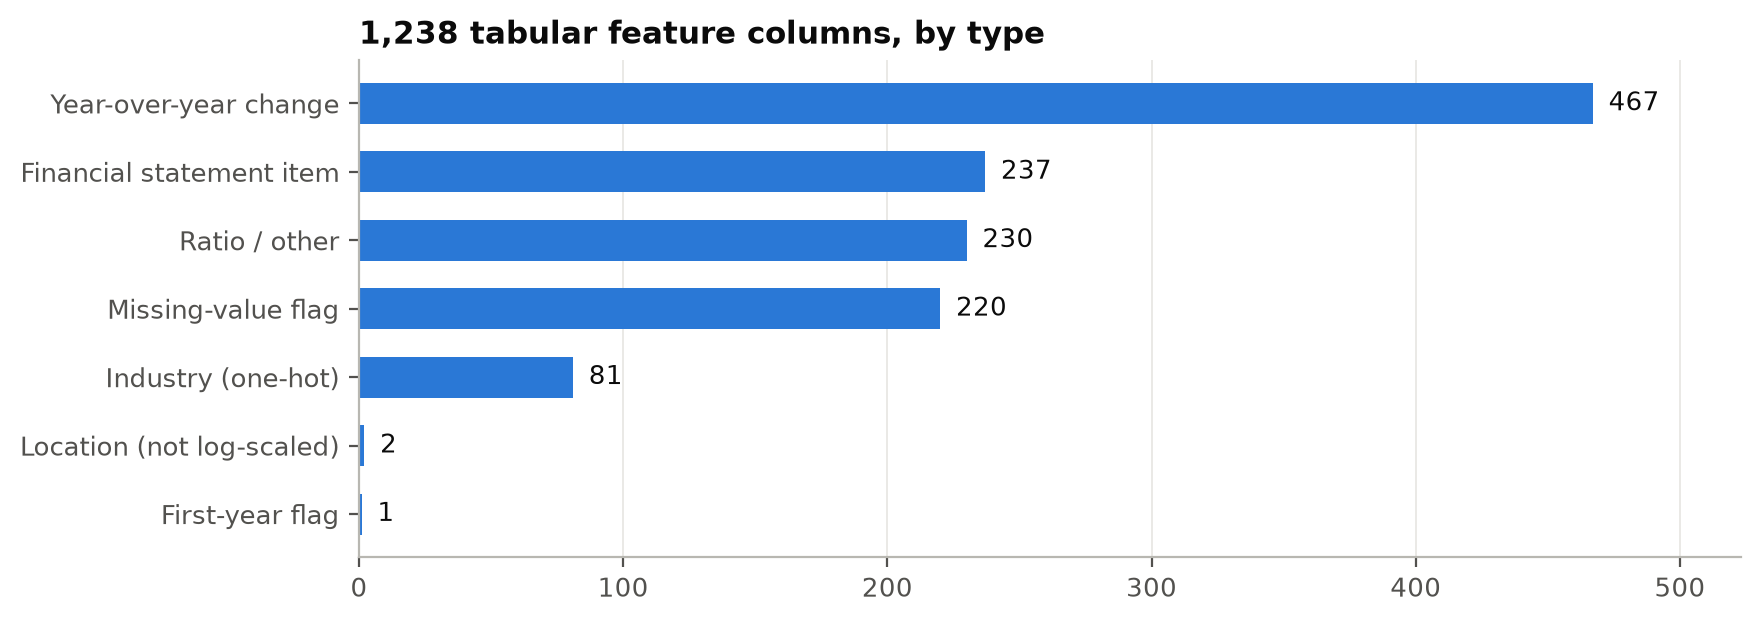 1,238 tabular feature columns, by type
Year-over-year change 467
Financial statement item 237
Ratio / other 230
Missing-value flag 220
Industry (one-hot) 81
Location (not log-scaled) 2
First-year flag 1
0 100 200 300 400 500